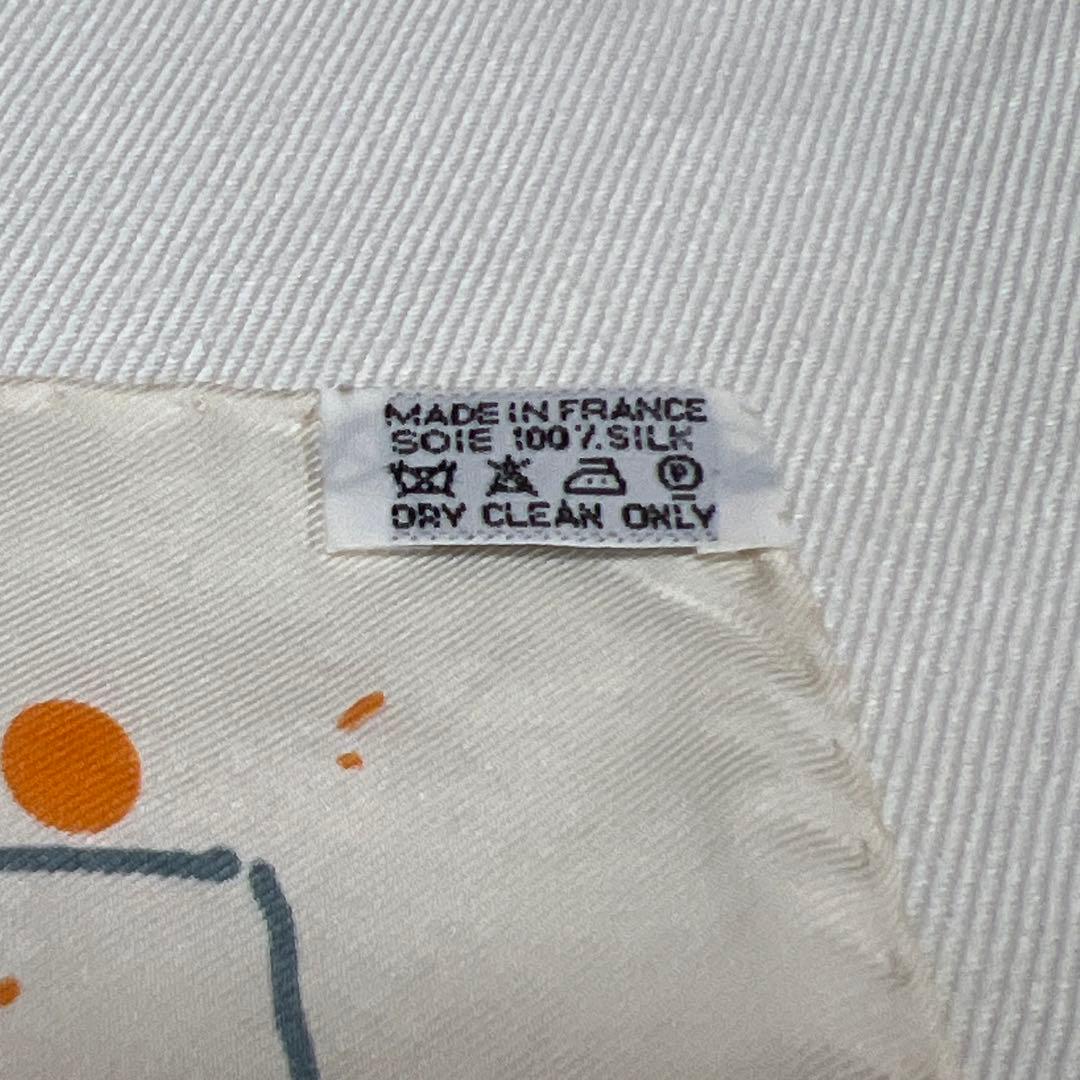 MADE IN FRANCE
SOIE 100% SILK
P
DRY CLEAN ONLY